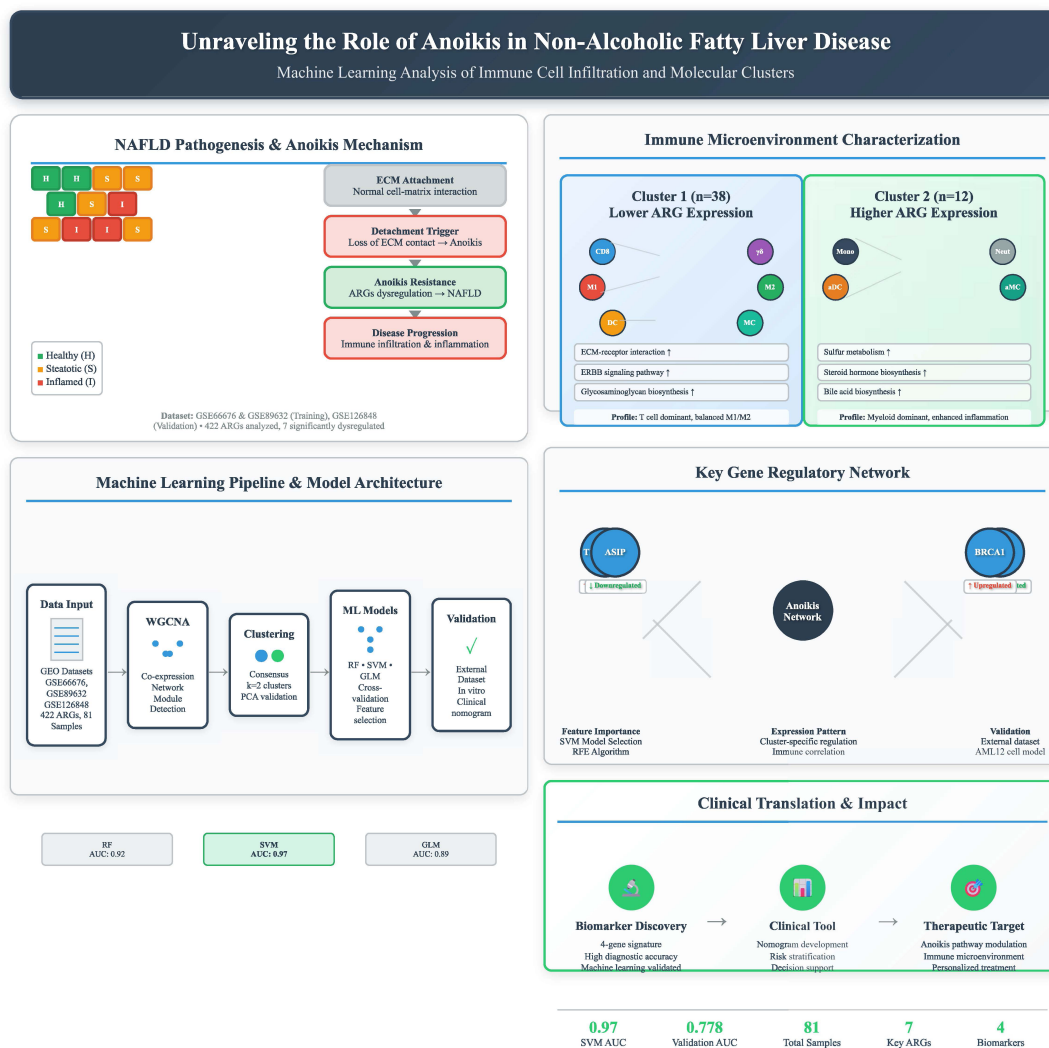 Unraveling the Role of Anoikis in Non-Alcoholic Fatty Liver Disease
Machine Learning Analysis of Immune Cell Infiltration and Molecular Clusters
NAFLD Pathogenesis & Anoikis Mechanism
H H S S
H S I
S I I S
ECM Attachment
Normal cell-matrix interaction
Detachment Trigger
Loss of ECM contact → Anoikis
Anoikis Resistance
ARGs dysregulation → NAFLD
Disease Progression
Immune infiltration & inflammation
Healthy (H)
Steatotic (S)
Inflamed (I)
Dataset: GSE66676 & GSE89632 (Training), GSE126848
(Validation) • 422 ARGs analyzed, 7 significantly dysregulated
Immune Microenvironment Characterization
Cluster 1 (n=38)
Lower ARG Expression
CD8
γδ
M1
M2
DC
MC
ECM-receptor interaction ↑
ERBB signaling pathway ↑
Glycosaminoglycan biosynthesis ↑
Profile: T cell dominant, balanced M1/M2
Cluster 2 (n=12)
Higher ARG Expression
Mono
Neut
aDC
aMC
Sulfur metabolism ↑
Steroid hormone biosynthesis ↑
Bile acid biosynthesis ↑
Profile: Myeloid dominant, enhanced inflammation
Machine Learning Pipeline & Model Architecture
Data Input
GEO Datasets
GSE66676,
GSE89632
GSE126848
422 ARGs, 81
Samples
→
WGCNA
Co-expression
Network
Module
Detection
→
Clustering
Consensus
k=2 clusters
PCA validation
→
ML Models
RF • SVM •
GLM
Cross-
validation
Feature
selection
→
Validation
✓
External
Dataset
In vitro
Clinical
nomogram
RF
AUC: 0.92
SVM
AUC: 0.97
GLM
AUC: 0.89
Key Gene Regulatory Network
ASIP
↓ Downregulated
BRCA1
↑ Upregulated
Anoikis
Network
Feature Importance
SVM Model Selection
RFE Algorithm
Expression Pattern
Cluster-specific regulation
Immune correlation
Validation
External dataset
AML12 cell model
Clinical Translation & Impact
Biomarker Discovery
4-gene signature
High diagnostic accuracy
Machine learning validated
→
Clinical Tool
Nomogram development
Risk stratification
Decision support
→
Therapeutic Target
Anoikis pathway modulation
Immune microenvironment
Personalized treatment
0.97
SVM AUC
0.778
Validation AUC
81
Total Samples
7
Key ARGs
4
Biomarkers